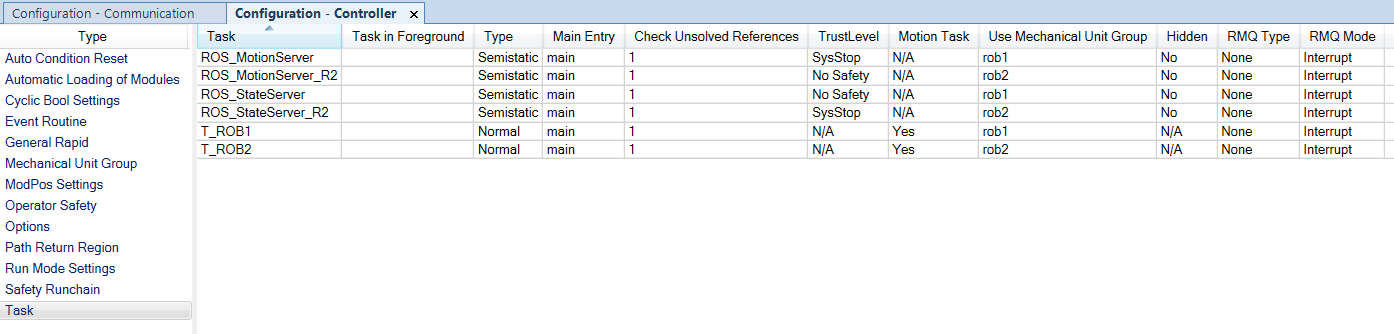 Configuration - Communication Configuration - Controller ×
Type
Auto Condition Reset
Automatic Loading of Modules
Cyclic Bool Settings
Event Routine
General Rapid
Mechanical Unit Group
ModPos Settings
Operator Safety
Options
Path Return Region
Run Mode Settings
Safety Runchain
Task
Task Task in Foreground Type Main Entry Check Unsolved References TrustLevel Motion Task Use Mechanical Unit Group Hidden RMQ Type RMQ Mode
ROS_MotionServer Semistatic main 1 SysStop N/A rob1 No None Interrupt
ROS_MotionServer_R2 Semistatic main 1 No Safety N/A rob2 No None Interrupt
ROS_StateServer Semistatic main 1 No Safety N/A rob1 No None Interrupt
ROS_StateServer_R2 Semistatic main 1 SysStop N/A rob2 No None Interrupt
T_ROB1 Normal main 1 N/A Yes rob1 N/A None Interrupt
T_ROB2 Normal main 1 N/A Yes rob2 N/A None Interrupt